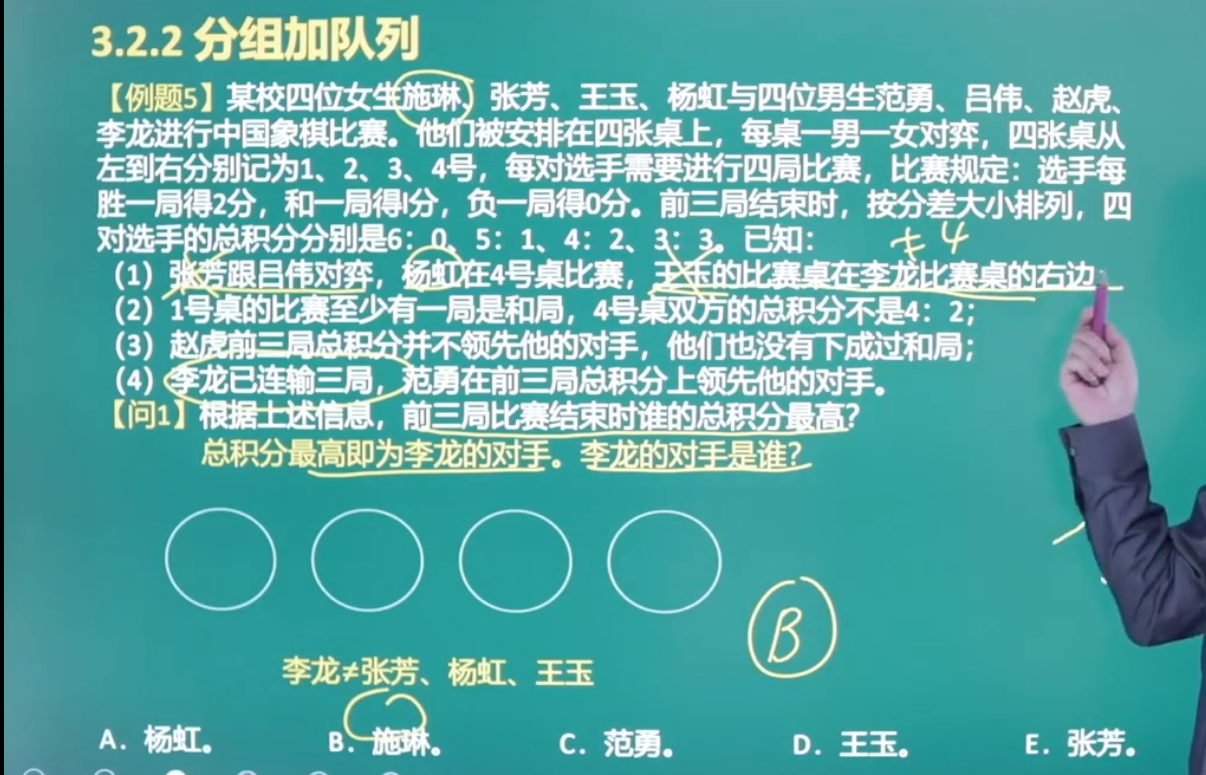 3.2.2 分组加队列
【例题5】某校四位女生施琳、张芳、王玉、杨虹与四位男生范勇、吕伟、赵虎、
李龙进行中国象棋比赛。他们被安排在四张桌上，每桌一男一女对弈，四张桌从
左到右分别记为1、2、3、4号，每对选手需要进行四局比赛，比赛规定：选手每
胜一局得2分，和一局得l分，负一局得0分。前三局结束时，按分差大小排列，四
对选手的总积分分别是6：0、5：1、4：2、3：3。已知：
≠4
（1）张芳跟吕伟对弈，杨虹在4号桌比赛，王玉的比赛桌在李龙比赛桌的右边
（2）1号桌的比赛至少有一局是和局，4号桌双方的总积分不是4：2；
（3）赵虎前三局总积分并不领先他的对手，他们也没有下成过和局；
（4）李龙已连输三局，范勇在前三局总积分上领先他的对手。
【问1】根据上述信息，前三局比赛结束时谁的总积分最高？
总积分最高即为李龙的对手。李龙的对手是谁？
B
李龙≠张芳、杨虹、王玉
A．杨虹。 B．施琳。 C．范勇。 D．王玉。 E．张芳。